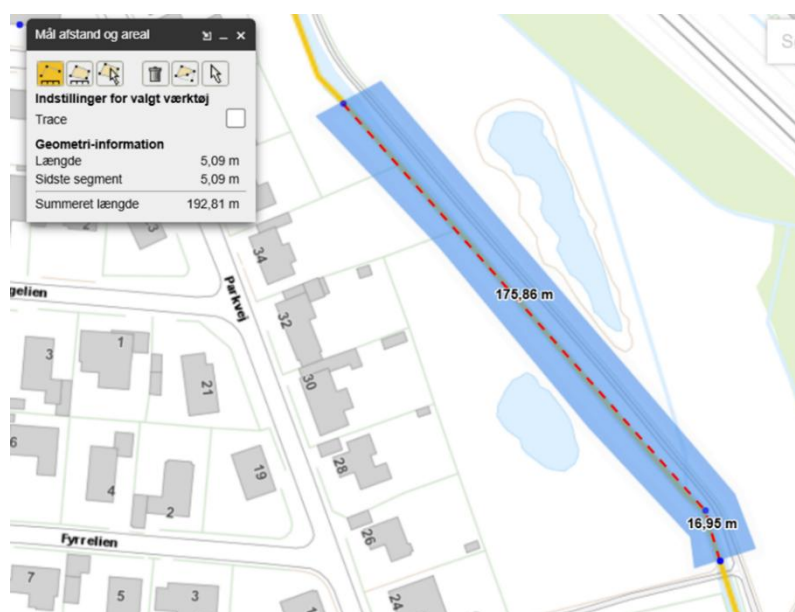 Mål afstand og areal
Indstillinger for valgt værktøj
Trace
Geometri-information
Længde 5,09 m
Sidste segment 5,09 m
Summeret længde 192,81 m
34
Parkvej
175,86 m
32
1
3
21
30
28
19
4
2
16,95 m
26
Fyrrelien
24
7
5
3